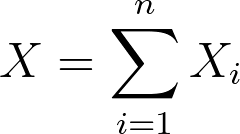 X = \sum_{i=1}^{n} X_i